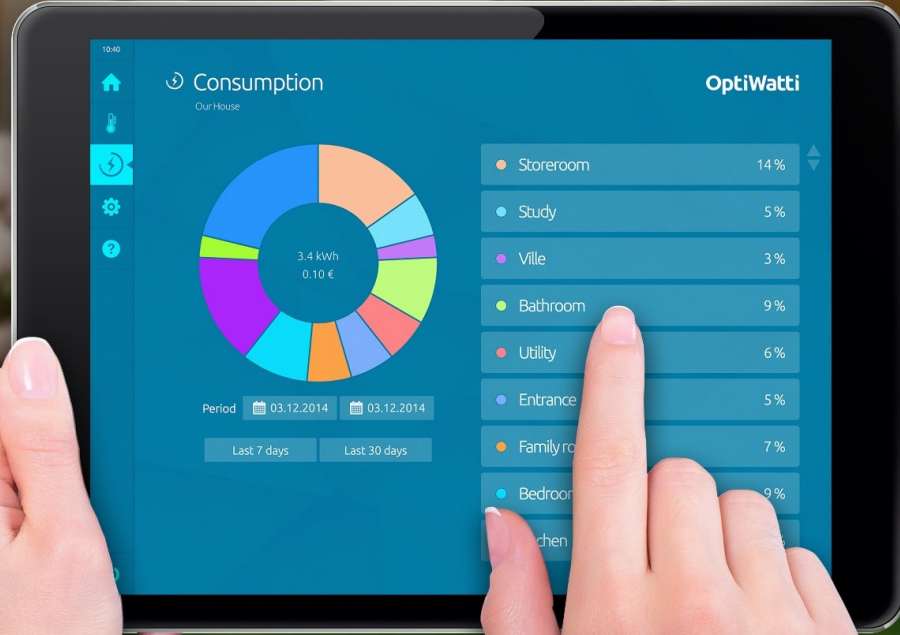 10:40
Consumption
Our House
OptiWatti
3.4 kWh
0.10 €
Period
03.12.2014
03.12.2014
Last 7 days
Last 30 days
Storeroom 14 %
Study 5 %
Ville 3 %
Bathroom 9 %
Utility 6 %
Entrance 5 %
Family 7 %
9 %